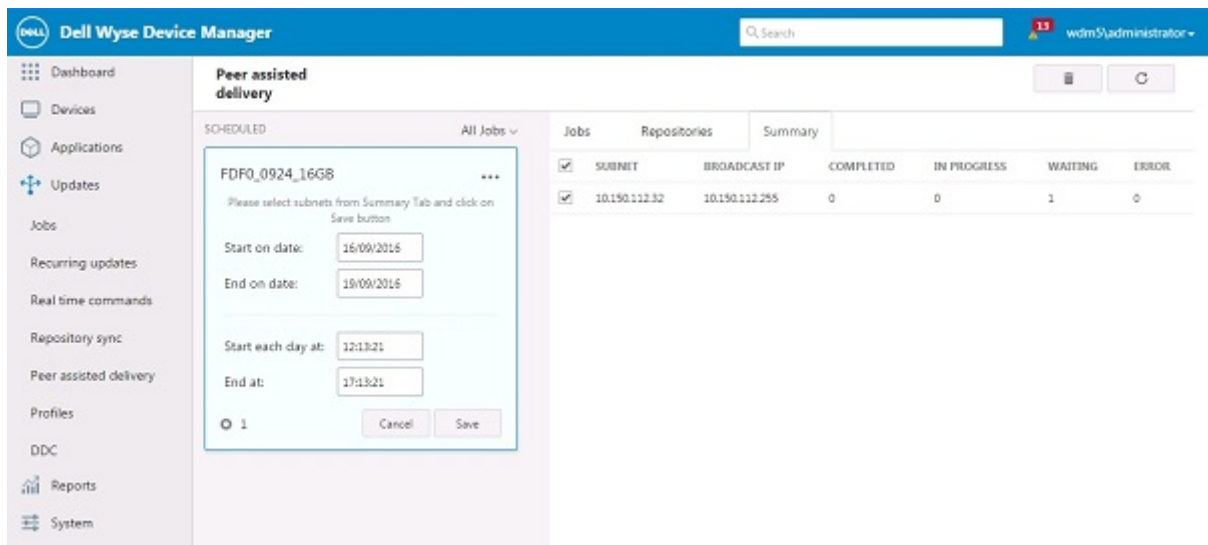 DELL Dell Wyse Device Manager
Search
13
wdm5\administrator
Dashboard
Devices
Applications
Updates
Jobs
Recurring updates
Real time commands
Repository sync
Peer assisted delivery
Profiles
DDC
Reports
System
Peer assisted
delivery
SCHEDULED All Jobs
FDF0_0924_16GB ...
Please select subnets from Summary Tab and click on
Save button
Start on date: 16/09/2016
End on date: 19/09/2016
Start each day at: 12:13:21
End at: 17:13:21
1 Cancel Save
Jobs Repositories Summary
SUBNET BROADCAST IP COMPLETED IN PROGRESS WAITING ERROR
10.150.112.32 10.150.112.255 0 0 1 0